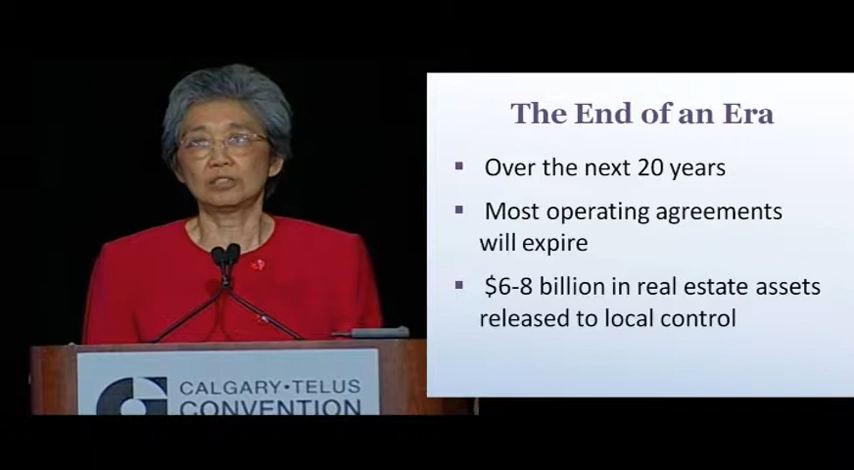 The End of an Era
▪ Over the next 20 years
▪ Most operating agreements
will expire
▪ $6-8 billion in real estate assets
released to local control
CALGARY•TELUS
CONVENTION